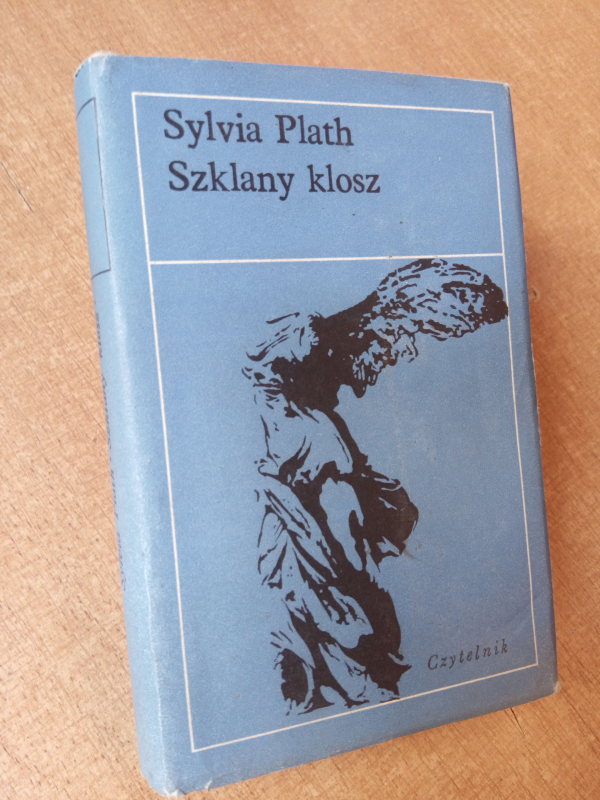 Sylvia Plath
Szklany klosz
Czytelnik